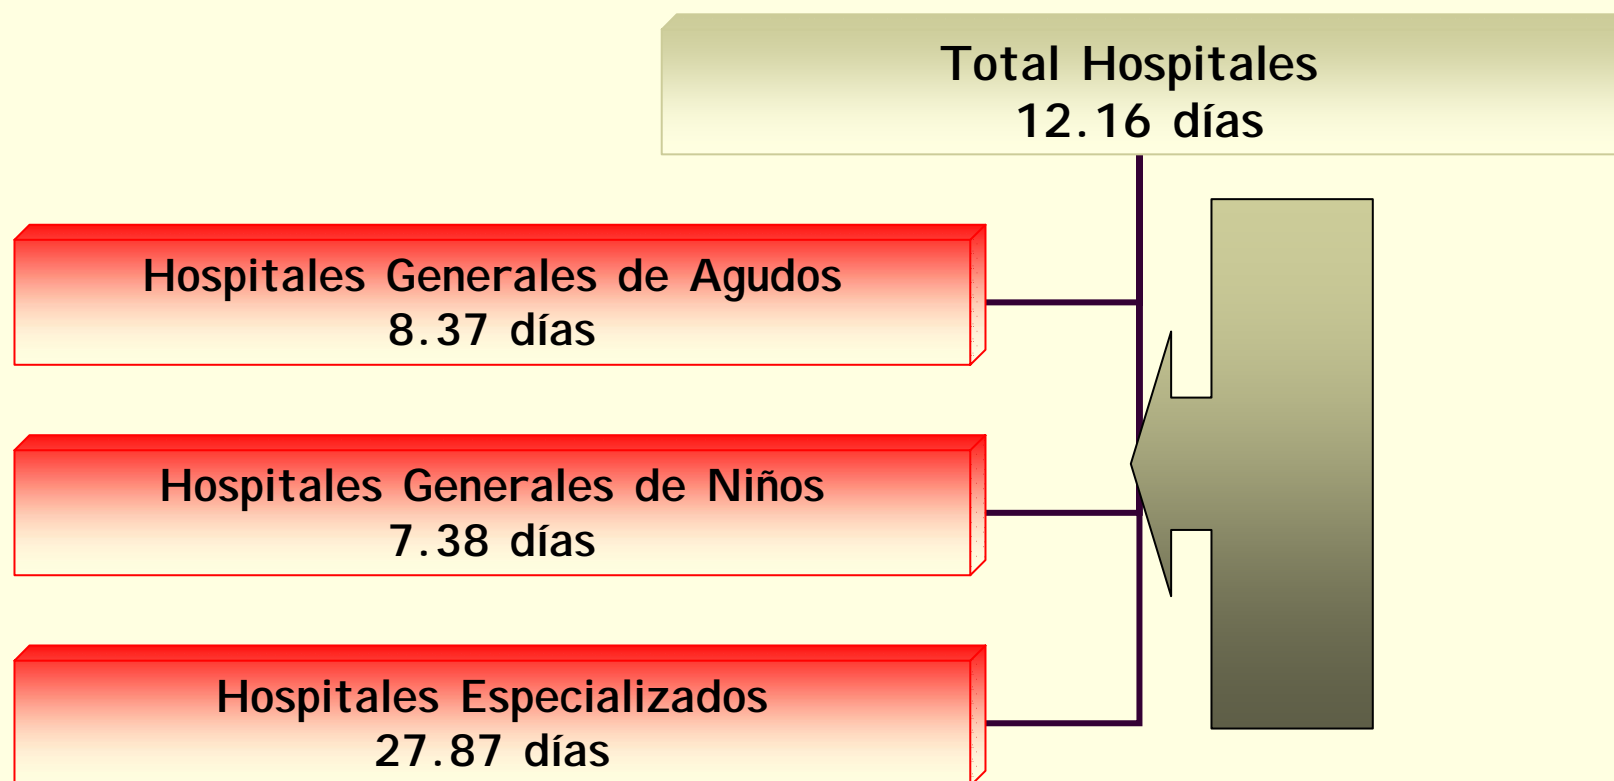 Total Hospitales
12.16 días
Hospitales Generales de Agudos
8.37 días
Hospitales Generales de Niños
7.38 días
Hospitales Especializados
27.87 días